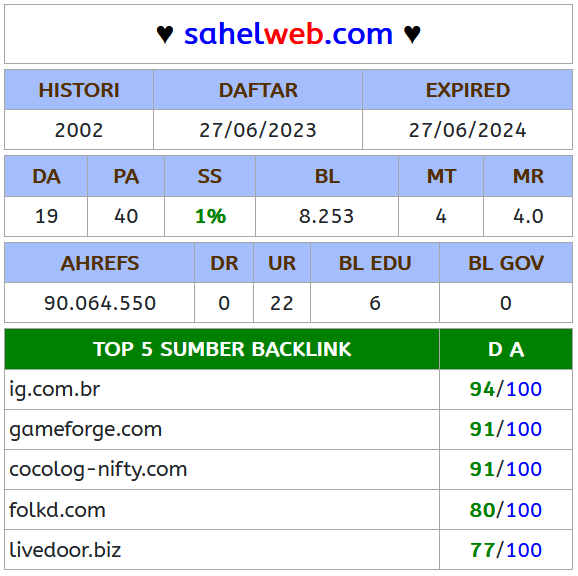 ♥ sahelweb.com ♥
HISTORI DAFTAR EXPIRED
2002 27/06/2023 27/06/2024
DA PA SS BL MT MR
19 40 1% 8.253 4 4.0
AHREFS DR UR BL EDU BL GOV
90.064.550 0 22 6 0
TOP 5 SUMBER BACKLINK D A
ig.com.br 94/100
gameforge.com 91/100
cocolog-nifty.com 91/100
folkd.com 80/100
livedoor.biz 77/100